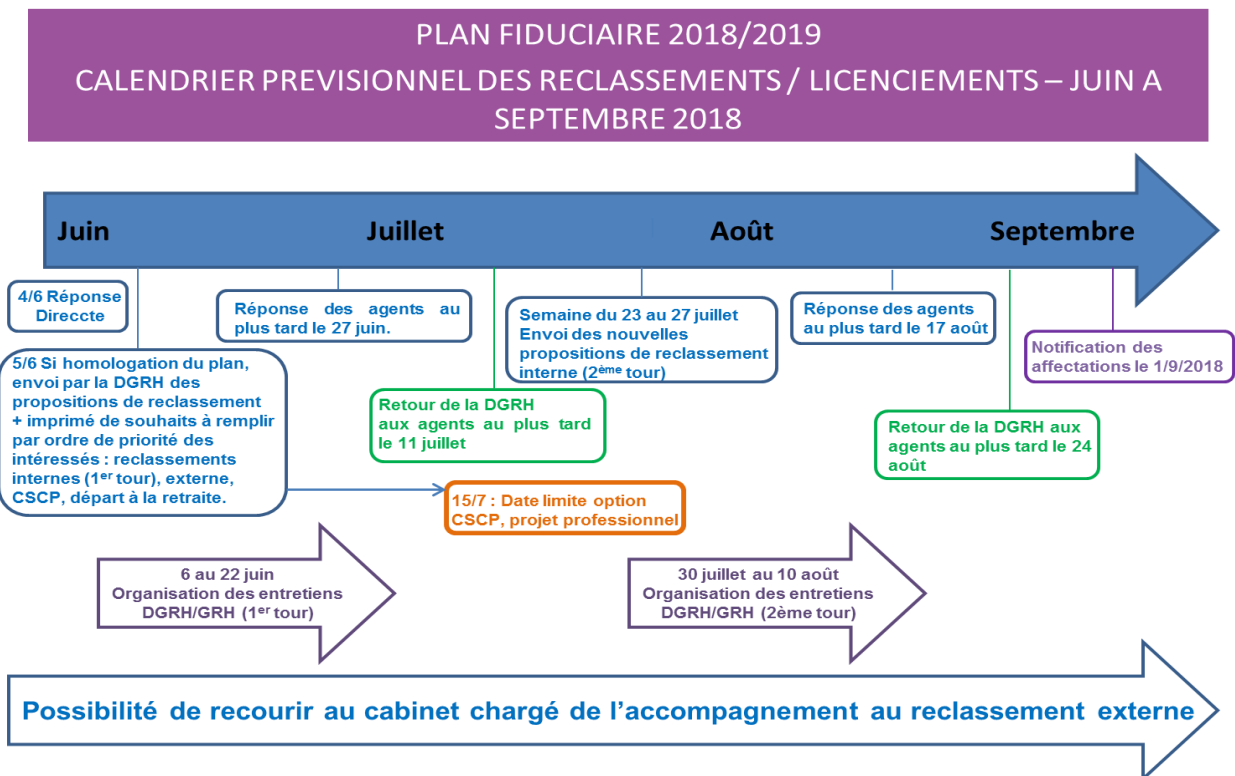 PLAN FIDUCIAIRE 2018/2019
CALENDRIER PREVISIONNEL DES RECLASSEMENTS / LICENCIEMENTS – JUIN A
SEPTEMBRE 2018
Juin
Juillet
Août
Septembre
4/6 Réponse
Direccte
5/6 Si homologation du plan,
envoi par la DGRH des
propositions de reclassement
+ imprimé de souhaits à remplir
par ordre de priorité des
intéressés : reclassements
internes (1er tour), externe,
CSCP, départ à la retraite.
Réponse des agents au
plus tard le 27 juin.
Retour de la DGRH
aux agents au plus tard
le 11 juillet
15/7 : Date limite option
CSCP, projet professionnel
Semaine du 23 au 27 juillet
Envoi des nouvelles
propositions de reclassement
interne (2ème tour)
Réponse des agents
au plus tard le 17 août
Retour de la DGRH aux
agents au plus tard le 24
août
Notification des
affectations le 1/9/2018
6 au 22 juin
Organisation des entretiens
DGRH/GRH (1er tour)
30 juillet au 10 août
Organisation des entretiens
DGRH/GRH (2ème tour)
Possibilité de recourir au cabinet chargé de l’accompagnement au reclassement externe